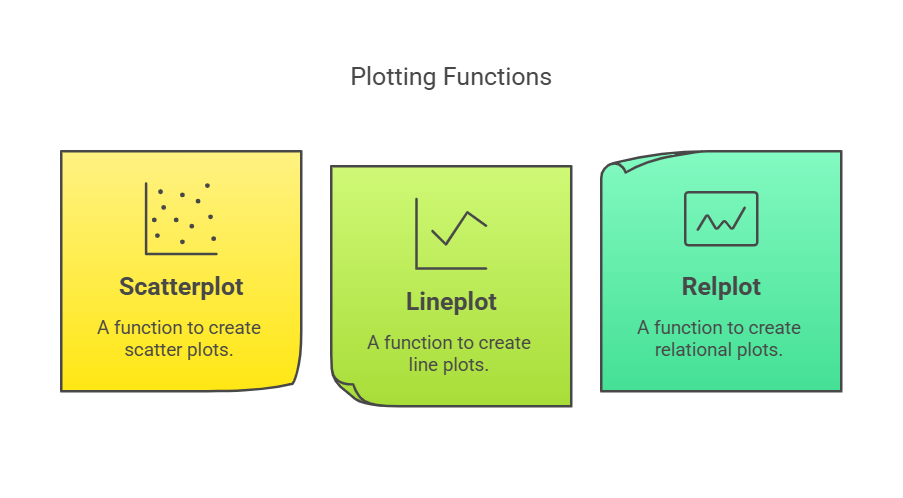 Plotting Functions
Scatterplot
A function to create
scatter plots.
Lineplot
A function to create
line plots.
Relplot
A function to create
relational plots.